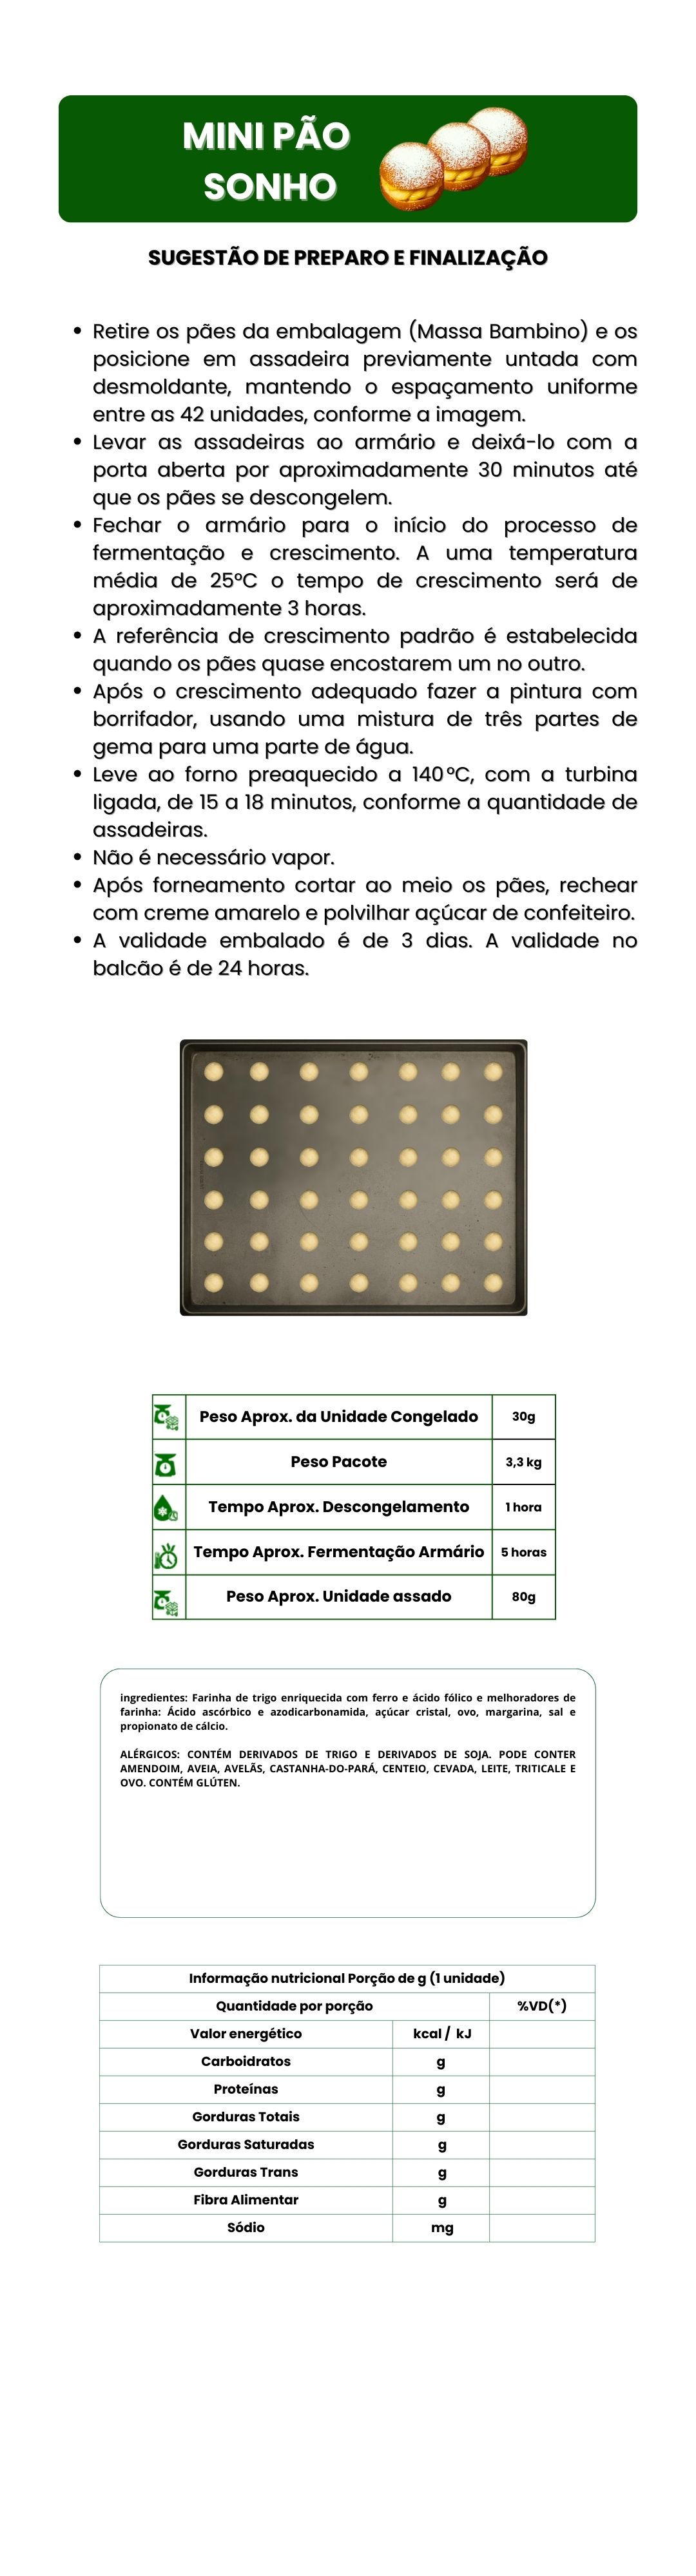 MINI PÃO
SONHO
SUGESTÃO DE PREPARO E FINALIZAÇÃO
• Retire os pães da embalagem (Massa Bambino) e os
posicione em assadeira previamente untada com
desmoldante, mantendo o espaçamento uniforme
entre as 42 unidades, conforme a imagem.
• Levar as assadeiras ao armário e deixá-lo com a
porta aberta por aproximadamente 30 minutos até
que os pães se descongelem.
• Fechar o armário para o início do processo de
fermentação e crescimento. A uma temperatura
média de 25°C o tempo de crescimento será de
aproximadamente 3 horas.
• A referência de crescimento padrão é estabelecida
quando os pães quase encostarem um no outro.
• Após o crescimento adequado fazer a pintura com
borrifador, usando uma mistura de três partes de
gema para uma parte de água.
• Leve ao forno preaquecido a 140°C, com a turbina
ligada, de 15 a 18 minutos, conforme a quantidade de
assadeiras.
• Não é necessário vapor.
• Após forneamento cortar ao meio os pães, rechear
com creme amarelo e polvilhar açúcar de confeiteiro.
• A validade embalado é de 3 dias. A validade no
balcão é de 24 horas.
Peso Aprox. da Unidade Congelado 30g
Peso Pacote 3,3 kg
Tempo Aprox. Descongelamento 1 hora
Tempo Aprox. Fermentação Armário 5 horas
Peso Aprox. Unidade assado 80g
ingredientes: Farinha de trigo enriquecida com ferro e ácido fólico e melhoradores de
farinha: Ácido ascórbico e azodicarbonamida, açúcar cristal, ovo, margarina, sal e
propionato de cálcio.
ALÉRGICOS: CONTÉM DERIVADOS DE TRIGO E DERIVADOS DE SOJA. PODE CONTER
AMENDOIM, AVEIA, AVELÃS, CASTANHA-DO-PARÁ, CENTEIO, CEVADA, LEITE, TRITICALE E
OVO. CONTÉM GLÚTEN.
Informação nutricional Porção de g (1 unidade)
Quantidade por porção %VD(*)
Valor energético kcal / kJ
Carboidratos g
Proteínas g
Gorduras Totais g
Gorduras Saturadas g
Gorduras Trans g
Fibra Alimentar g
Sódio mg